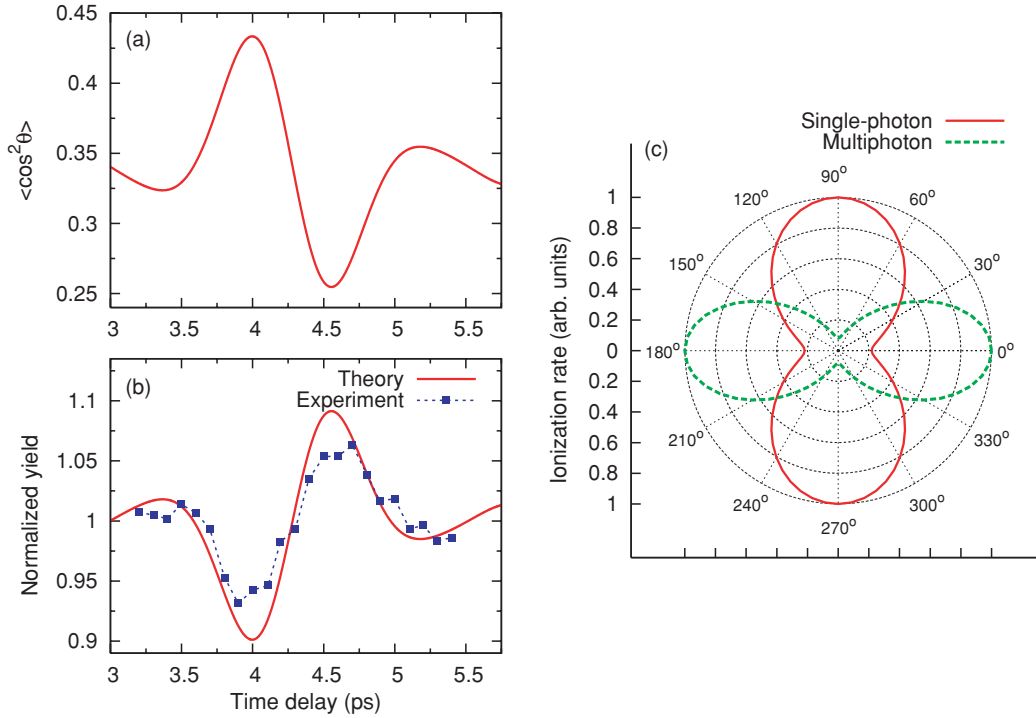 (a)
<cos²θ>
0.45
0.4
0.35
0.3
0.25
3 3.5 4 4.5 5 5.5
(b)
Theory
Experiment
Normalized yield
1.1
1.05
1
0.95
0.9
3 3.5 4 4.5 5 5.5
Time delay (ps)
(c)
Single-photon
Multiphoton
Ionization rate (arb. units)
1
0.8
0.6
0.4
0.2
0
0.2
0.4
0.6
0.8
1
90°
120° 60°
150° 30°
180° 0°
210° 330°
240° 300°
270°